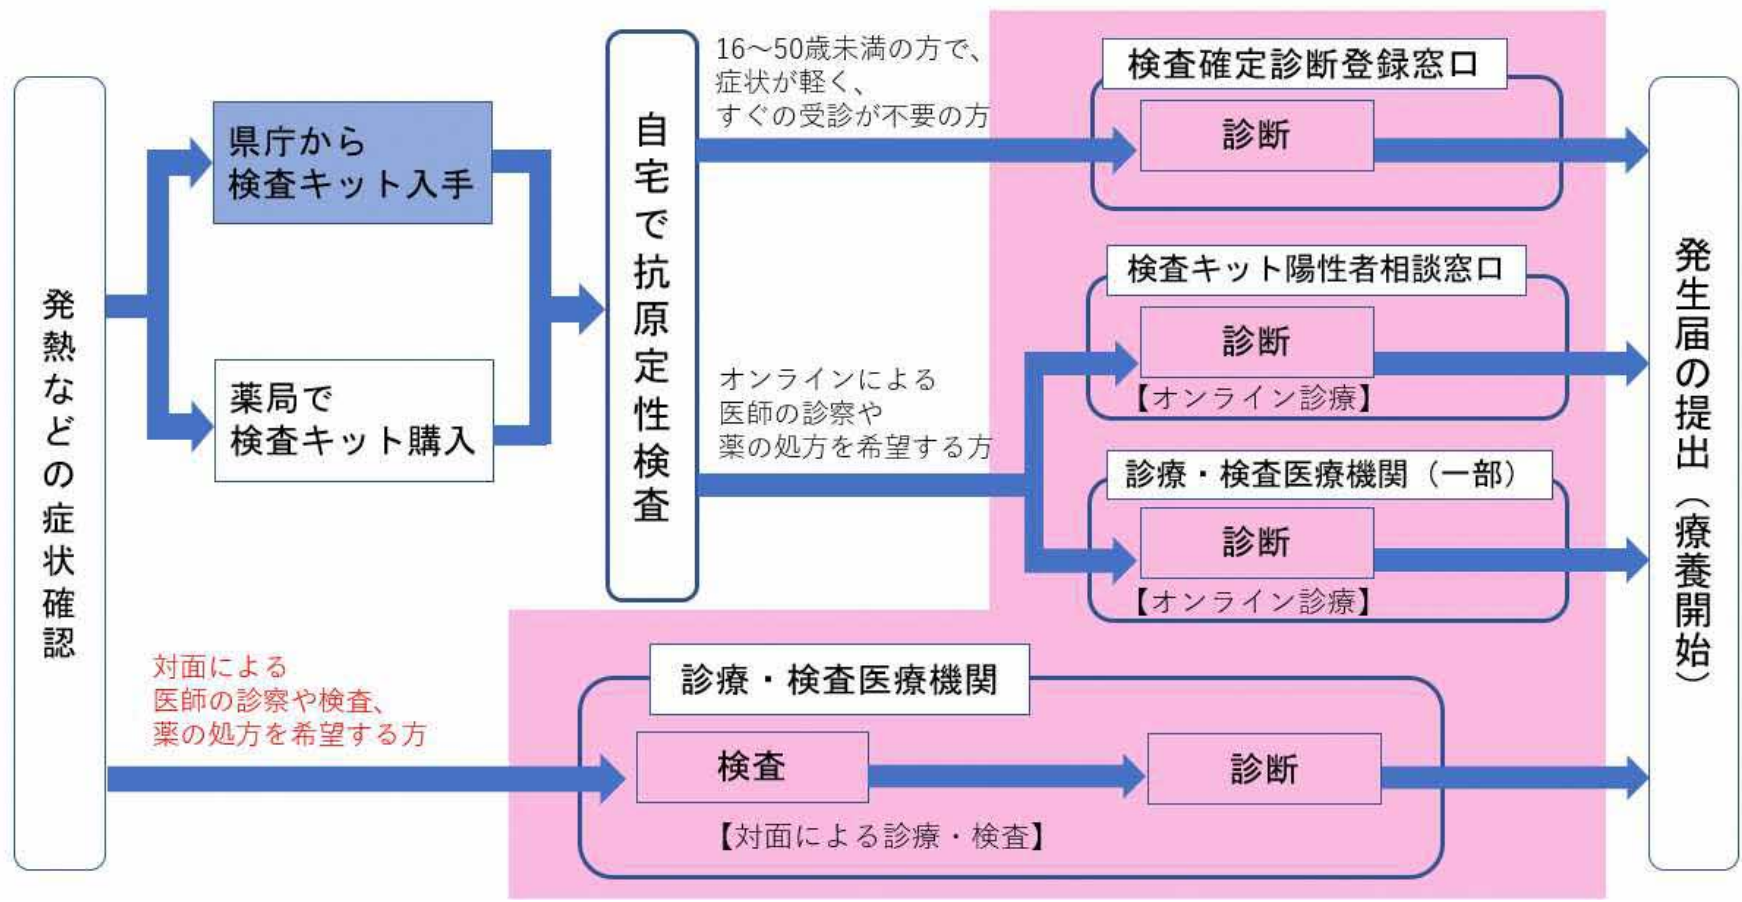 発熱などの症状確認
県庁から
検査キット入手
薬局で
検査キット購入
自宅で抗原定性検査
16～50歳未満の方で、
症状が軽く、
すぐの受診が不要の方
検査確定診断登録窓口
診断
オンラインによる
医師の診察や
薬の処方を希望する方
検査キット陽性者相談窓口
診断
【オンライン診療】
診療・検査医療機関（一部）
診断
【オンライン診療】
対面による
医師の診察や検査、
薬の処方を希望する方
診療・検査医療機関
検査
診断
【対面による診療・検査】
発生届の提出（療養開始）